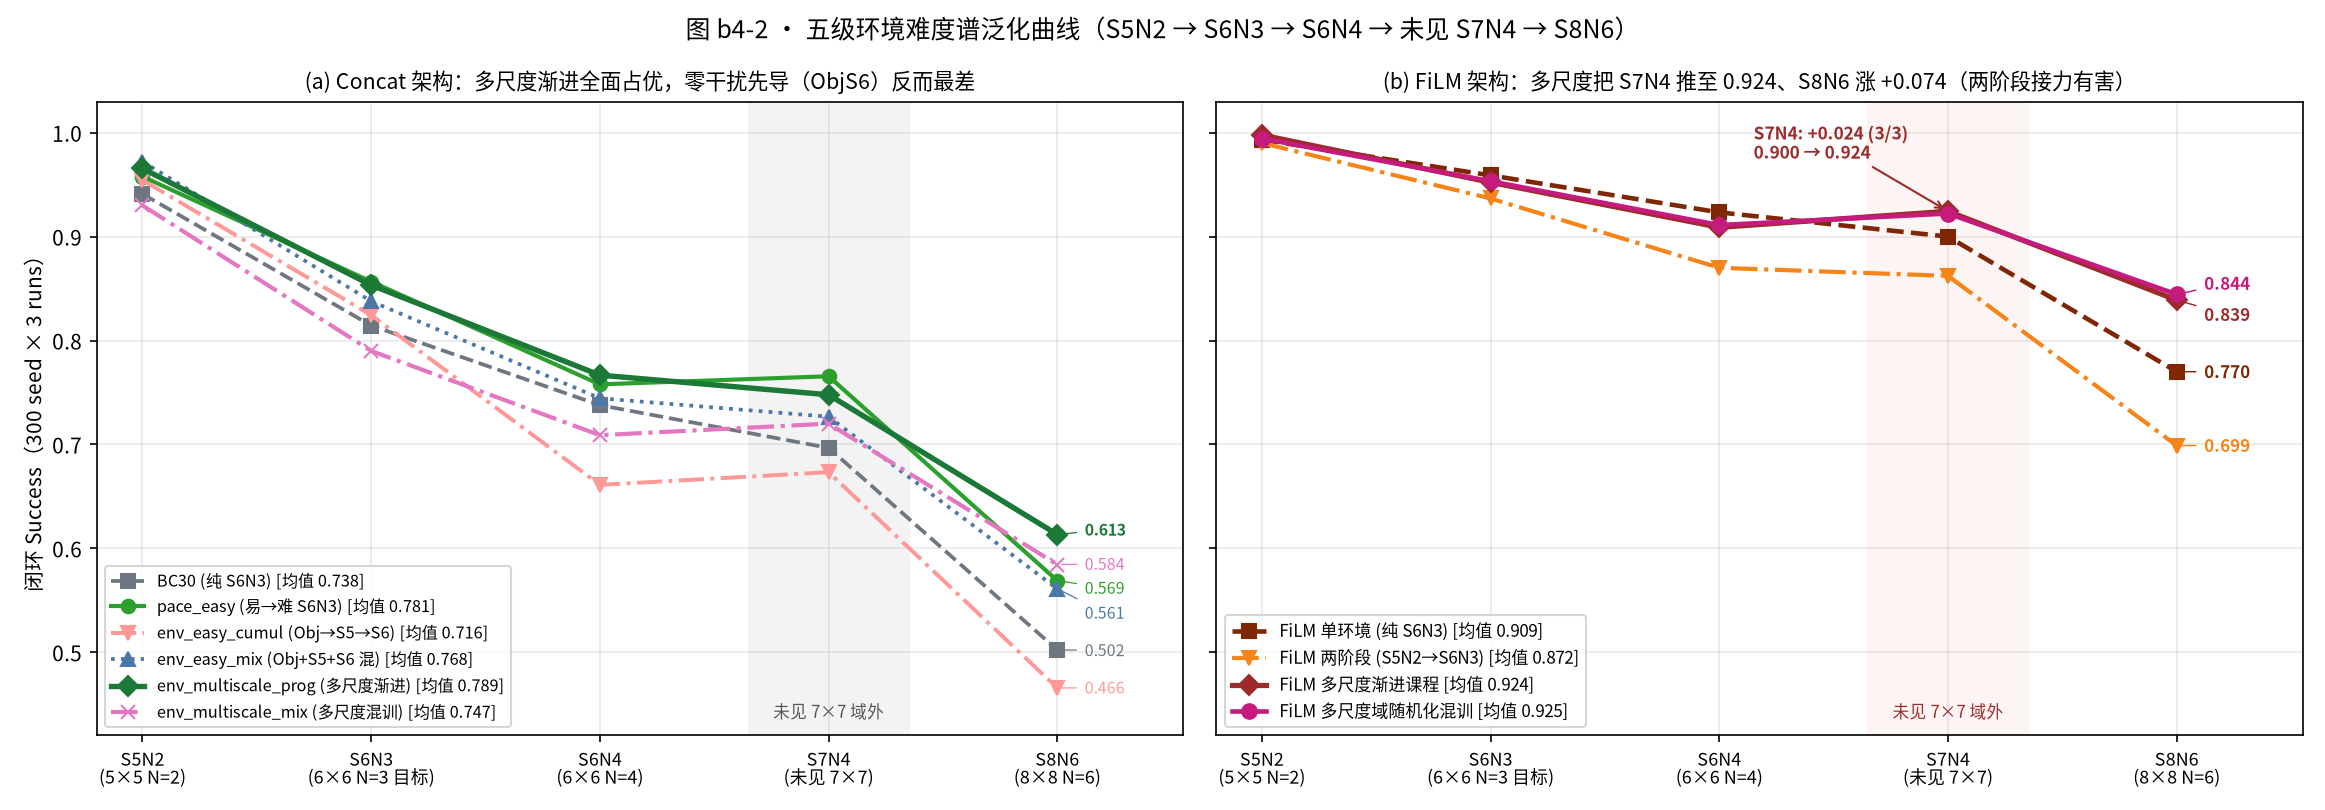 图 b4-2 · 五级环境难度谱泛化曲线（S5N2 → S6N3 → S6N4 → 未见 S7N4 → S8N6）
(a) Concat 架构：多尺度渐进全面占优，零干扰先导（ObjS6）反而最差
闭环 Success（300 seed × 3 runs）
1.0
0.9
0.8
0.7
0.6
0.5
0.613
0.584
0.569
0.561
0.502
0.466
BC30 (纯 S6N3) [均值 0.738]
pace_easy (易→难 S6N3) [均值 0.781]
env_easy_cumul (Obj→S5→S6) [均值 0.716]
env_easy_mix (Obj+S5+S6 混) [均值 0.768]
env_multiscale_prog (多尺度渐进) [均值 0.789]
env_multiscale_mix (多尺度混训) [均值 0.747]
未见 7×7 域外
S5N2
(5×5 N=2)
S6N3
(6×6 N=3 目标)
S6N4
(6×6 N=4)
S7N4
(未见 7×7)
S8N6
(8×8 N=6)
(b) FiLM 架构：多尺度把 S7N4 推至 0.924、S8N6 涨 +0.074（两阶段接力有害）
S7N4: +0.024 (3/3)
0.900 → 0.924
0.844
0.839
0.770
0.699
FiLM 单环境 (纯 S6N3) [均值 0.909]
FiLM 两阶段 (S5N2→S6N3) [均值 0.872]
FiLM 多尺度渐进课程 [均值 0.924]
FiLM 多尺度域随机化混训 [均值 0.925]
未见 7×7 域外
S5N2
(5×5 N=2)
S6N3
(6×6 N=3 目标)
S6N4
(6×6 N=4)
S7N4
(未见 7×7)
S8N6
(8×8 N=6)